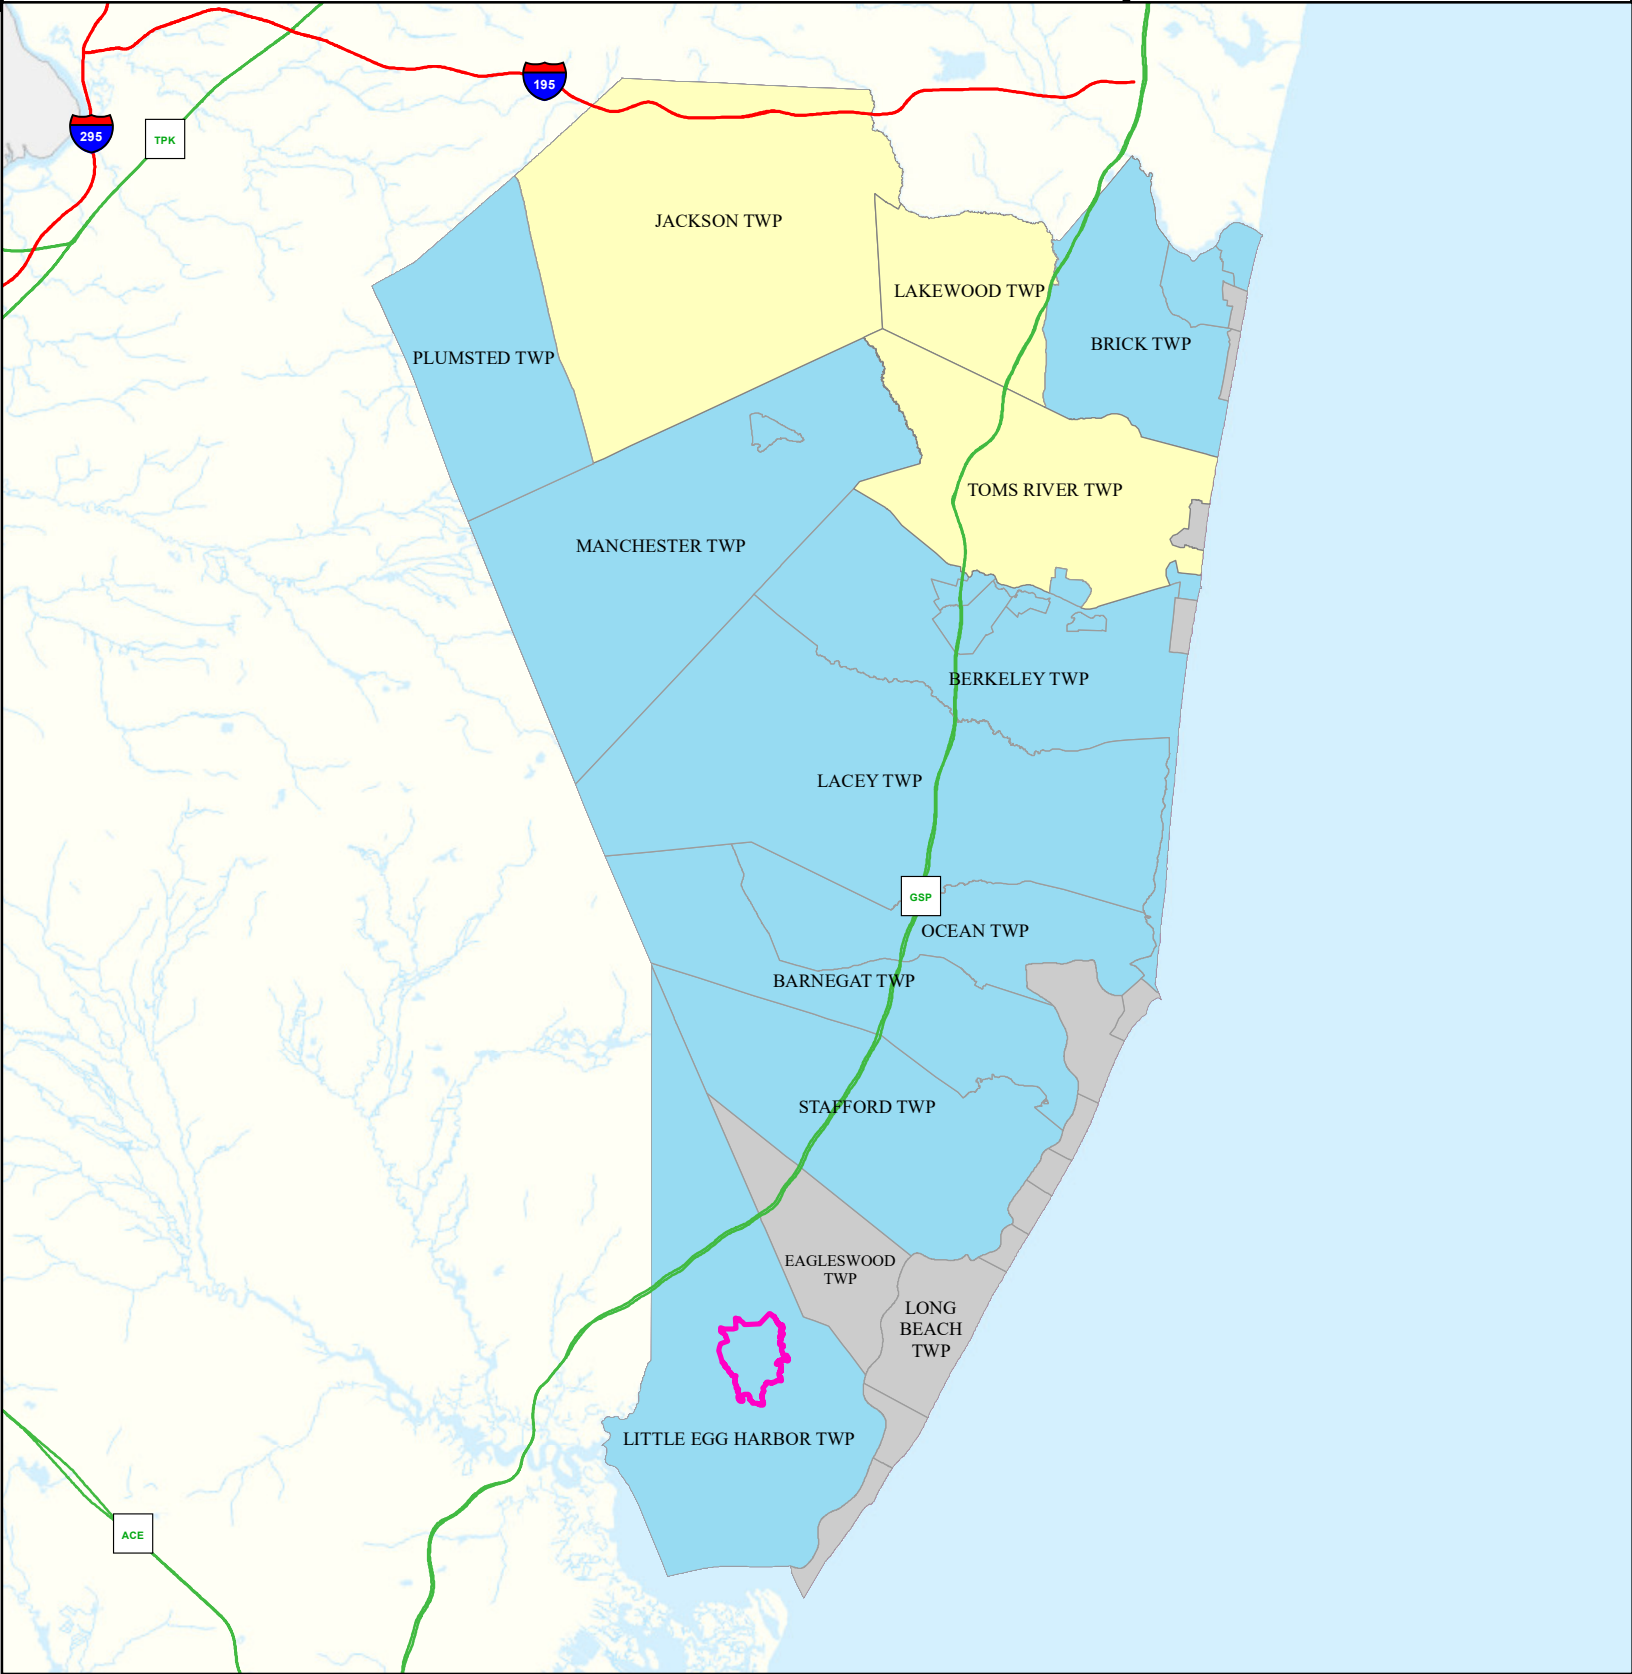 195
295
TPK
JACKSON TWP
LAKEWOOD TWP
BRICK TWP
PLUMSTED TWP
TOMS RIVER TWP
MANCHESTER TWP
BERKELEY TWP
LACEY TWP
GSP
OCEAN TWP
BARNEGAT TWP
STAFFORD TWP
EAGLESWOOD
TWP
LONG
BEACH
TWP
LITTLE EGG HARBOR TWP
ACE